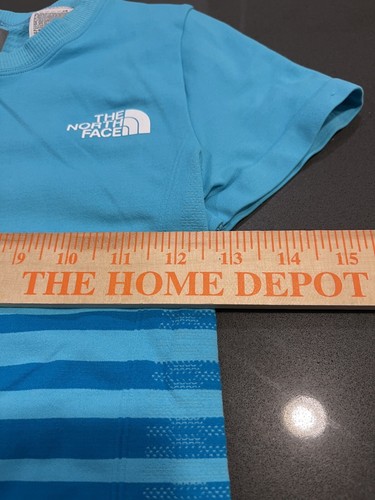 THE
NORTH
FACE
9 10 11 12 13 14 15
THE HOME DEPOT